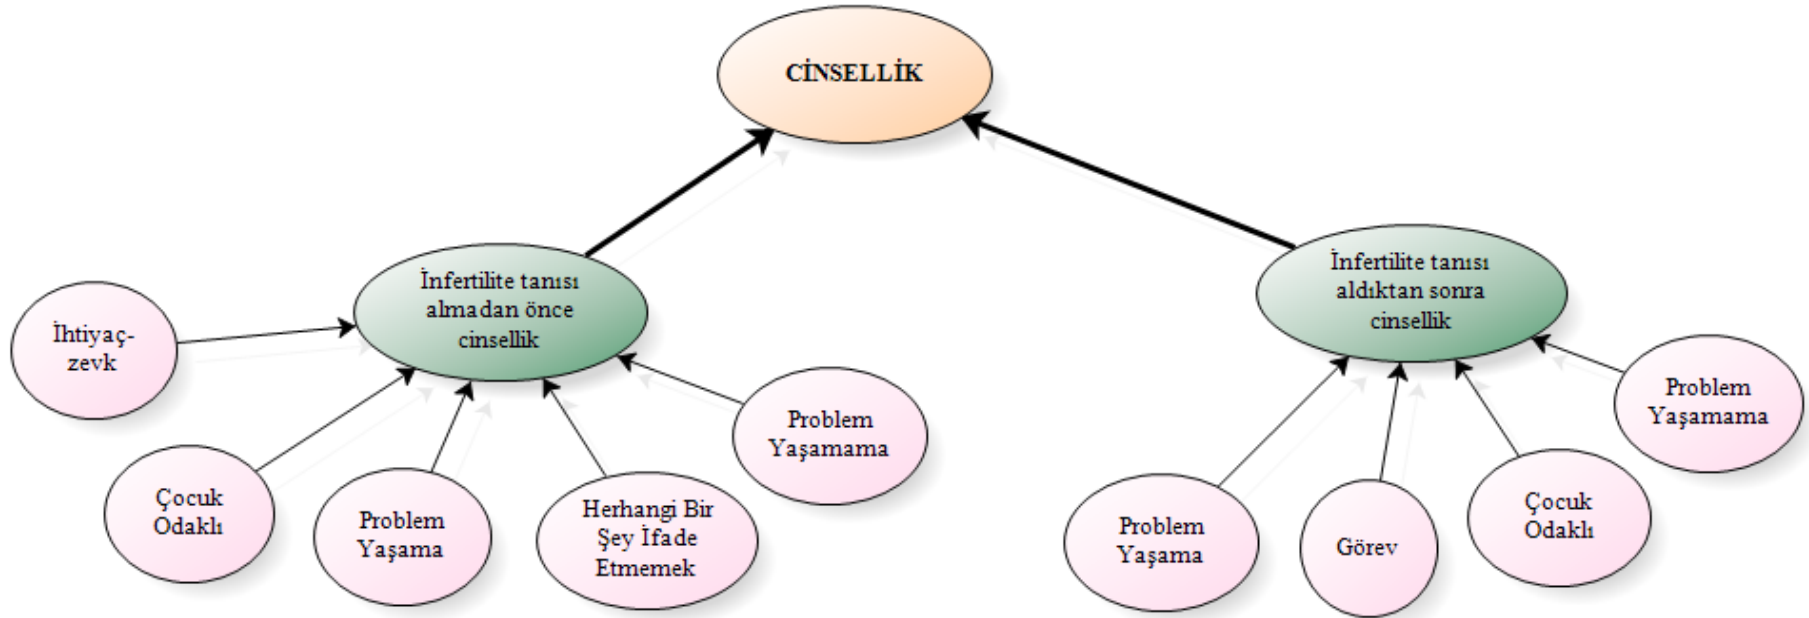 CİNSELLİK
İnfertilite tanısı
almadan önce
cinsellik
İnfertilite tanısı
aldıktan sonra
cinsellik
İhtiyaç-
zevk
Çocuk
Odaklı
Problem
Yaşama
Herhangi Bir
Şey İfade
Etmemek
Problem
Yaşamama
Problem
Yaşama
Görev
Çocuk
Odaklı
Problem
Yaşamama